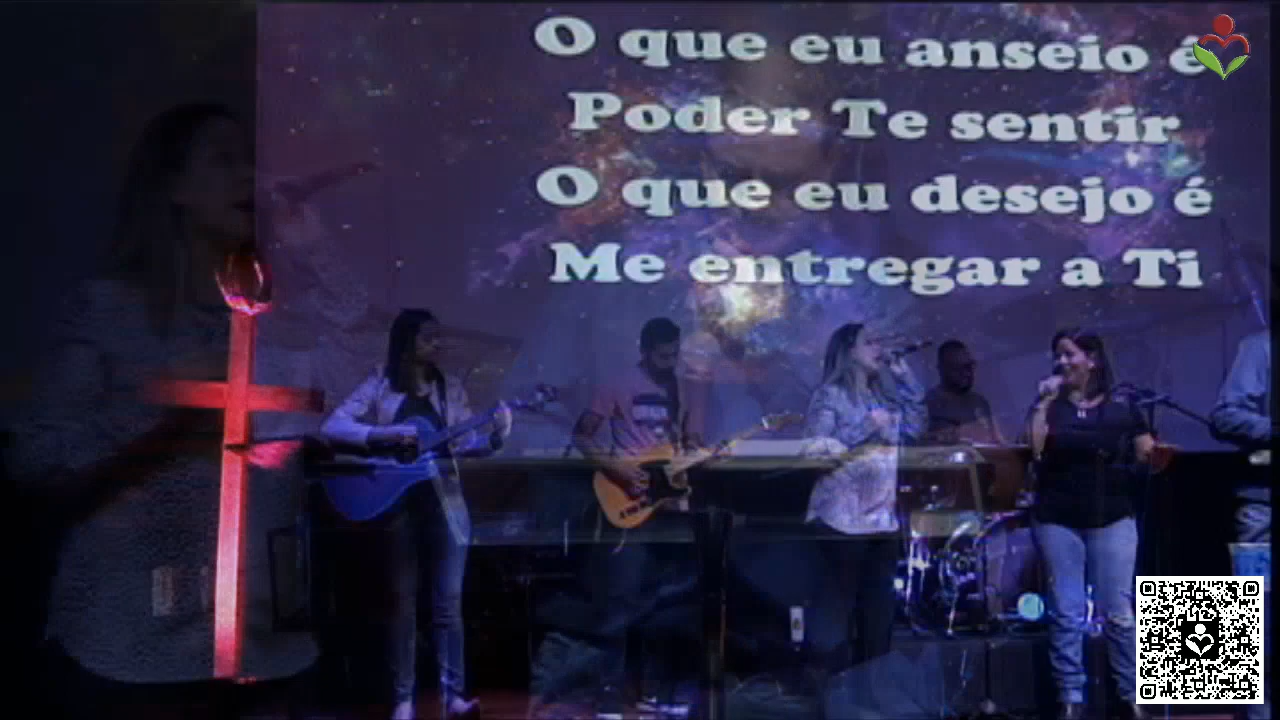 O que eu anseio é
Poder Te sentir
O que eu desejo é
Me entregar a Ti